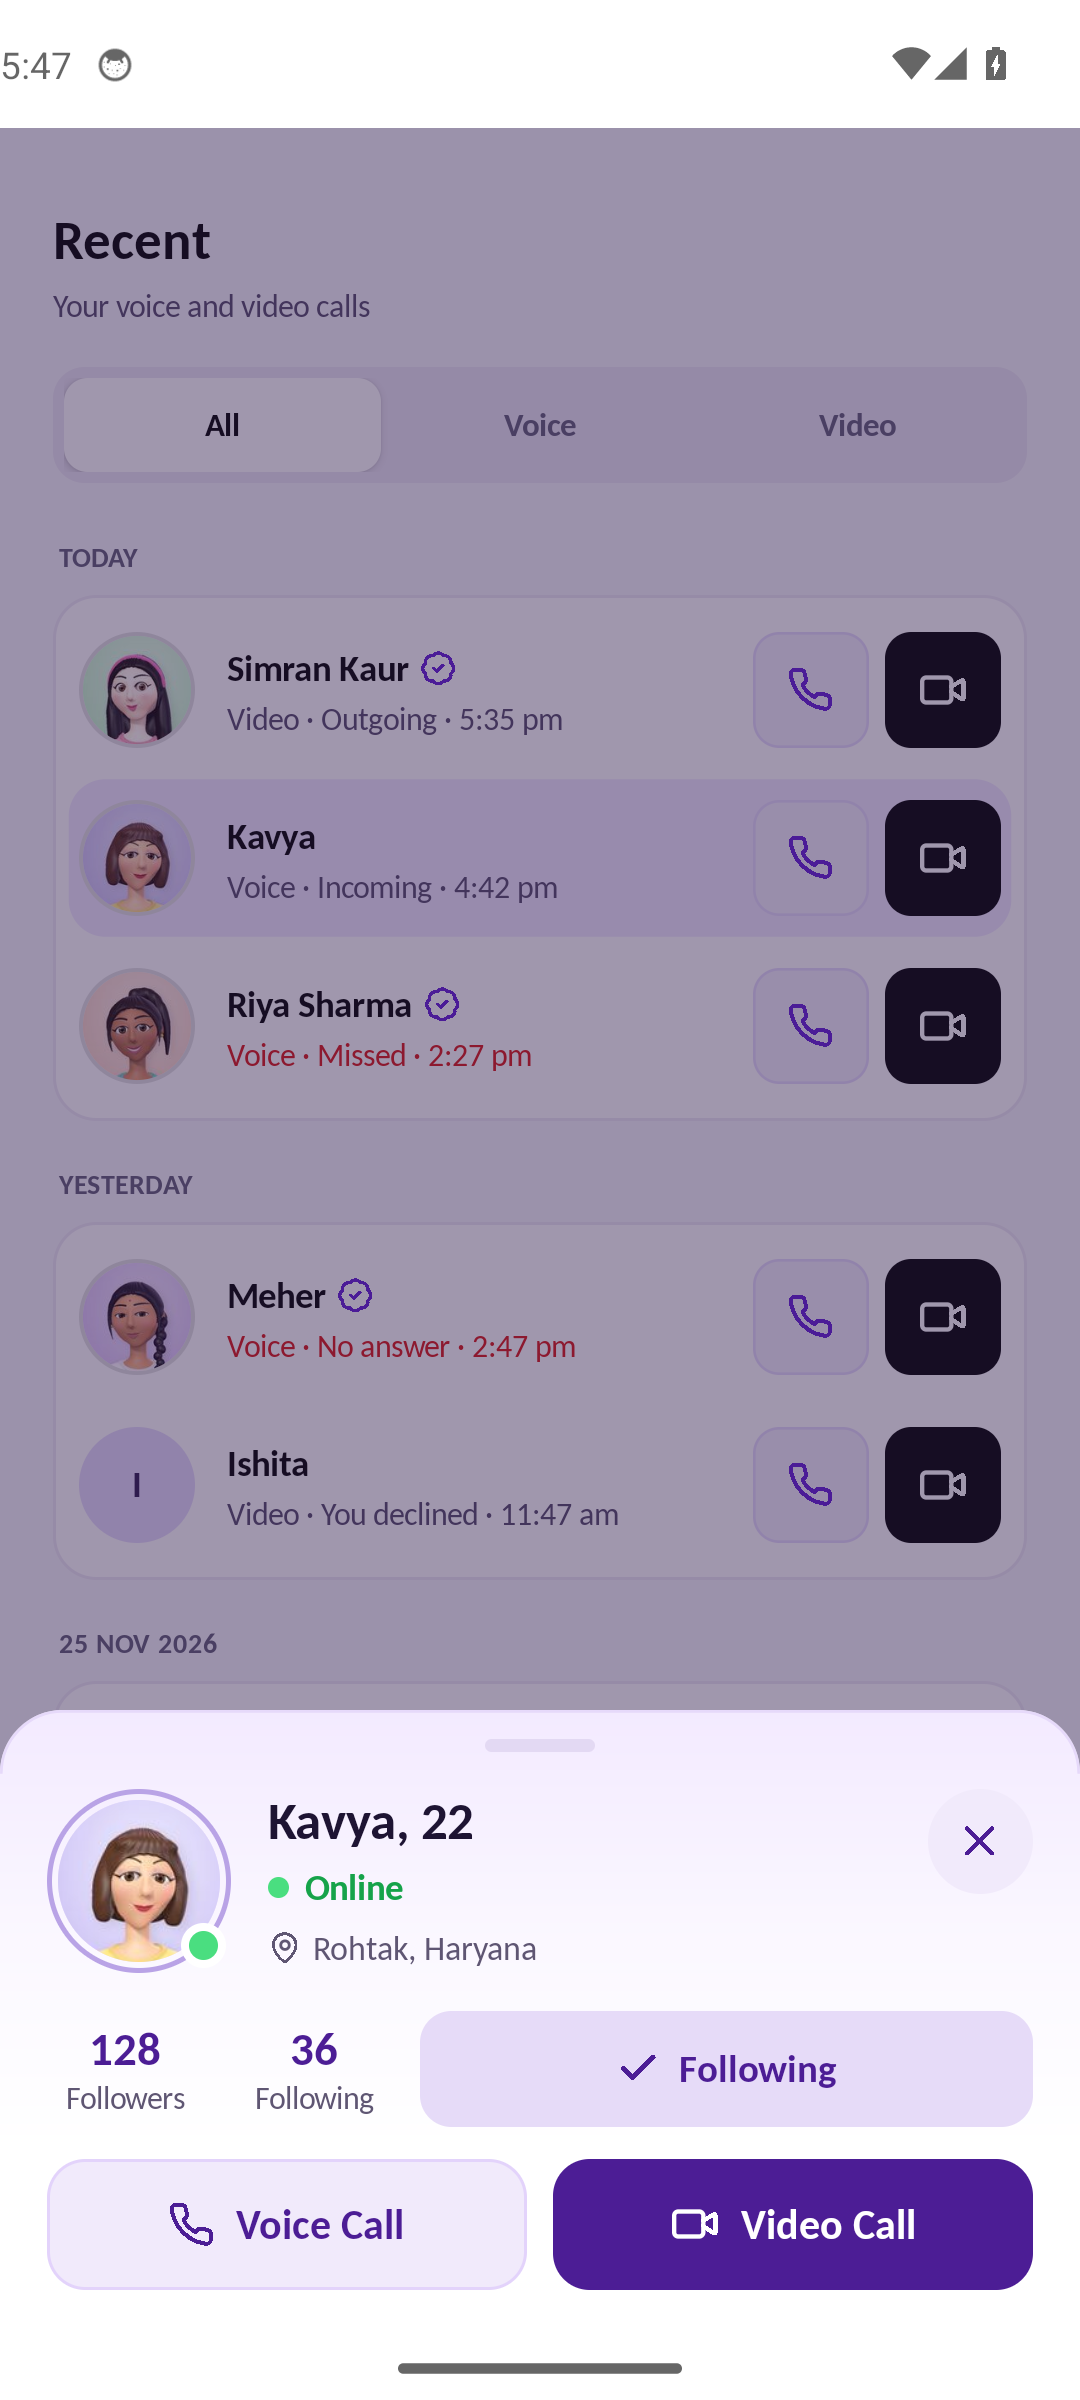 5:47
Recent
Your voice and video calls
All Voice Video
TODAY
Simran Kaur
Video · Outgoing · 5:35 pm
Kavya
Voice · Incoming · 4:42 pm
Riya Sharma
Voice · Missed · 2:27 pm
YESTERDAY
Meher
Voice · No answer · 2:47 pm
I
Ishita
Video · You declined · 11:47 am
25 NOV 2026
Kavya, 22
Online
Rohtak, Haryana
128 36
Followers Following
Following
Voice Call Video Call